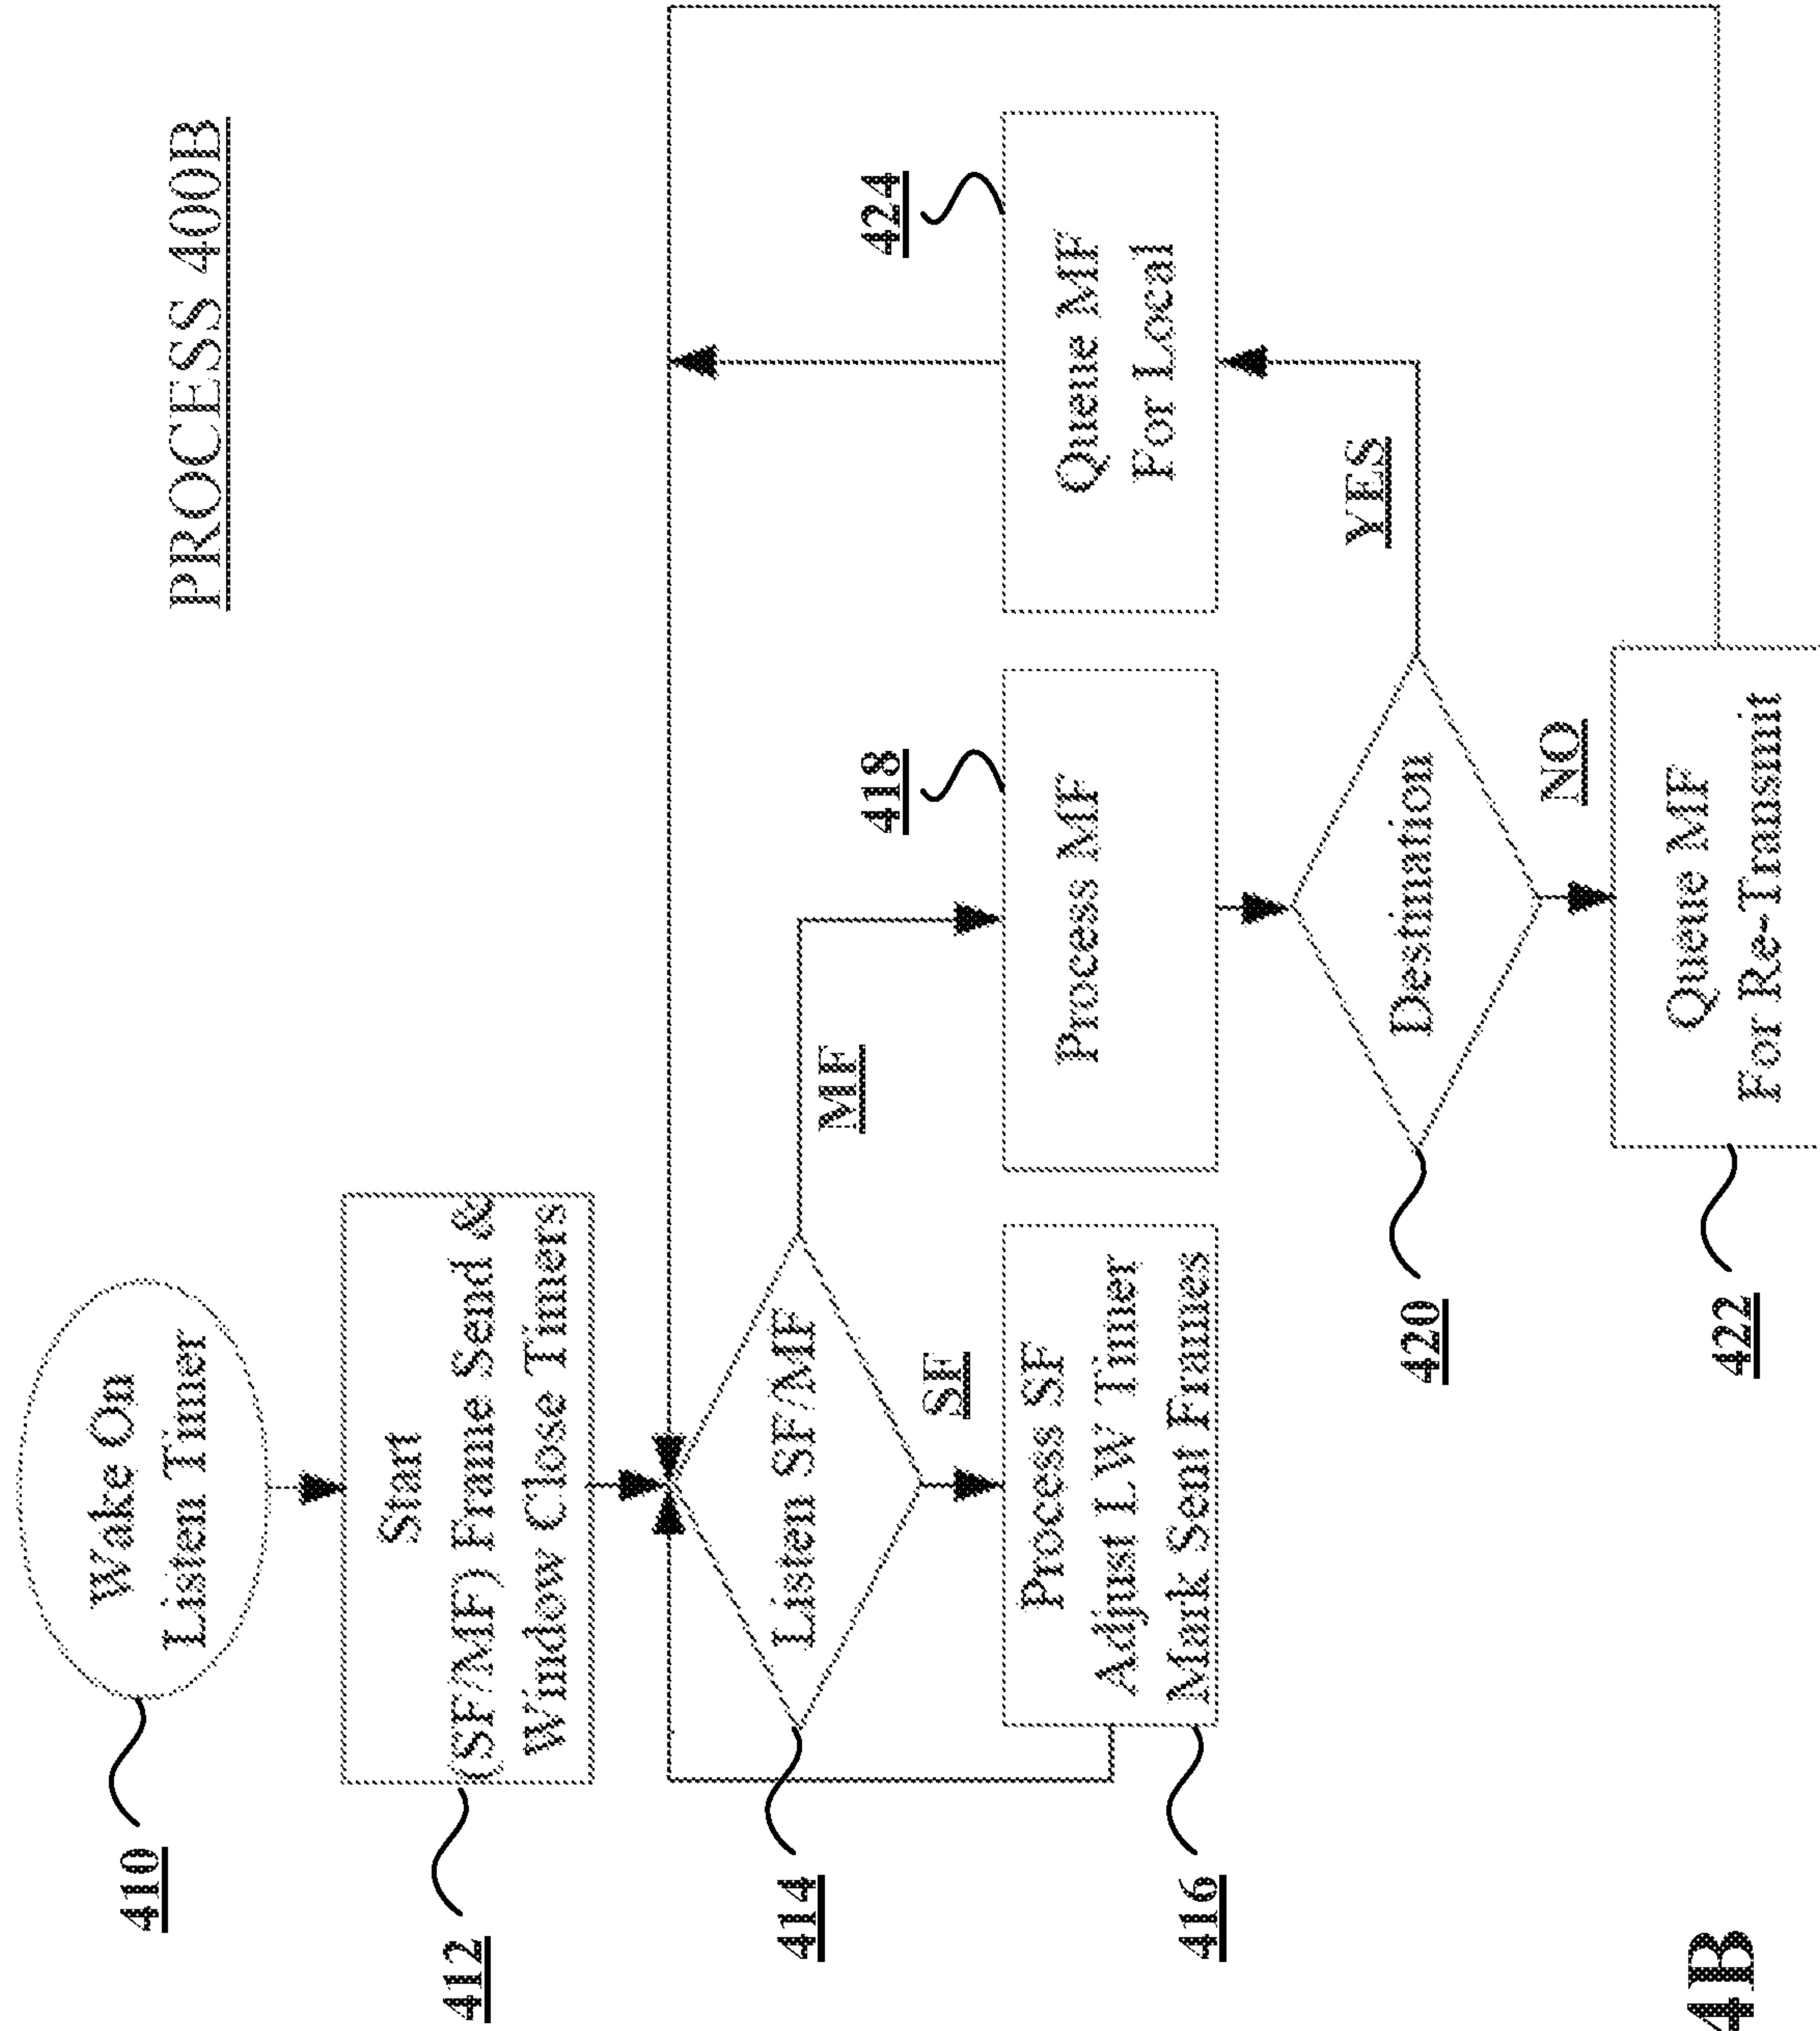 PROCESS 400B
410
Wake On
Listen Timer
412
Start
(SF/MF) Frame Send &
Window Close Timers
414
Listen SF/MF
MF
SF
416
Process SF
Adjust LW Timer
Mark Sent Frames
418
Process MF
424
Queue MF
For Local
420
Destination
YES
NO
422
Queue MF
For Re-Transmit
4B